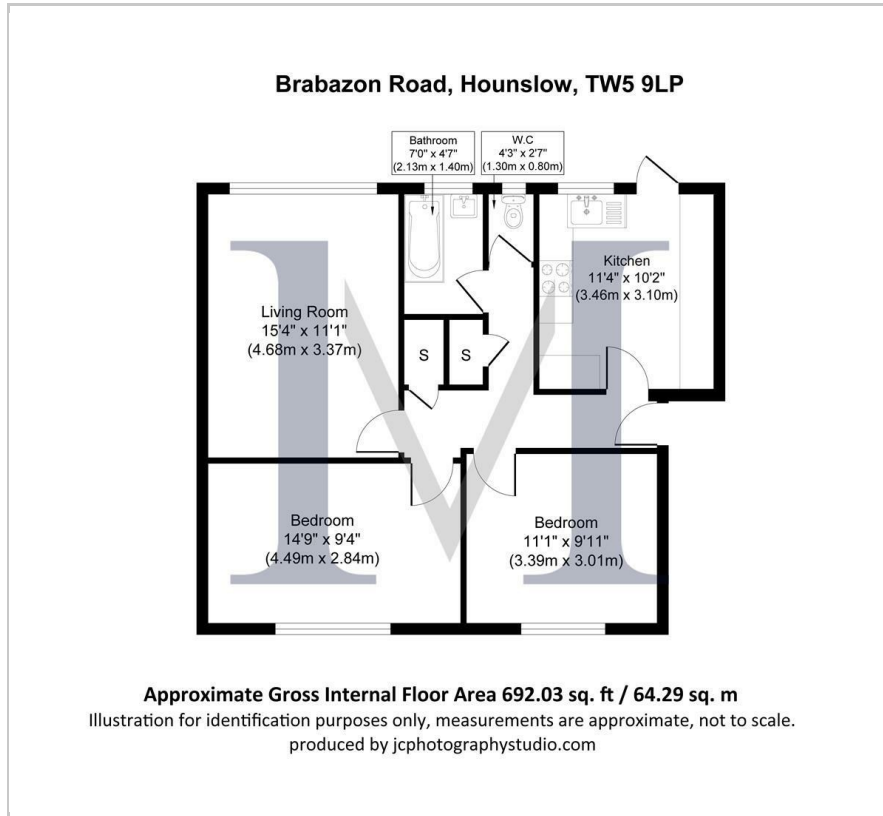 Brabazon Road, Hounslow, TW5 9LP
Bathroom
7'0" x 4'7"
(2.13m x 1.40m)
W.C
4'3" x 2'7"
(1.30m x 0.80m)
Kitchen
11'4" x 10'2"
(3.46m x 3.10m)
Living Room
15'4" x 11'1"
(4.68m x 3.37m)
S
S
Bedroom
14'9" x 9'4"
(4.49m x 2.84m)
Bedroom
11'1" x 9'11"
(3.39m x 3.01m)
IVI
Approximate Gross Internal Floor Area 692.03 sq. ft / 64.29 sq. m
Illustration for identification purposes only, measurements are approximate, not to scale.
produced by jcphotographystudio.com